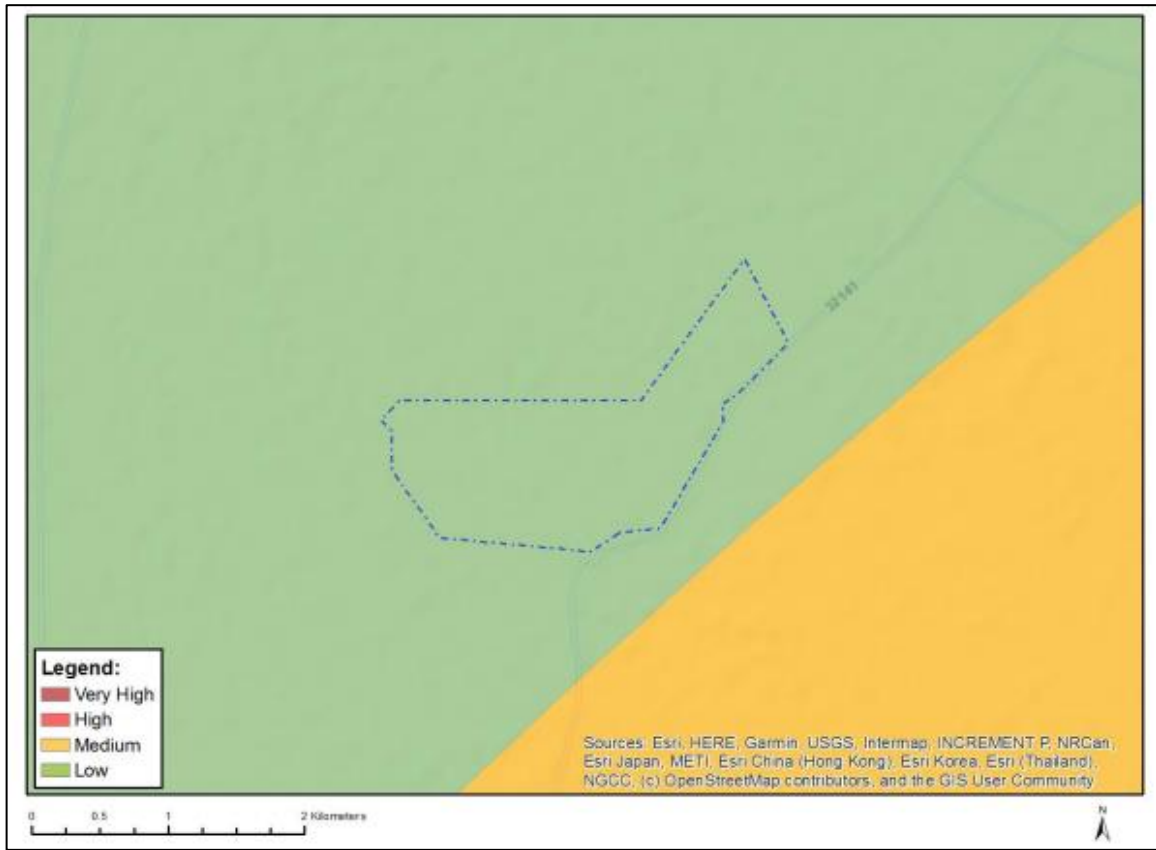 32141
Legend:
Very High
High
Medium
Low
Sources: Esri, HERE, Garmin, USGS, Intermap, INCREMENT P, NRCan,
Esri Japan, METI, Esri China (Hong Kong), Esri Korea, Esri (Thailand),
NGCC, (c) OpenStreetMap contributors, and the GIS User Community
0 0.5 1 2 Kilometers
N